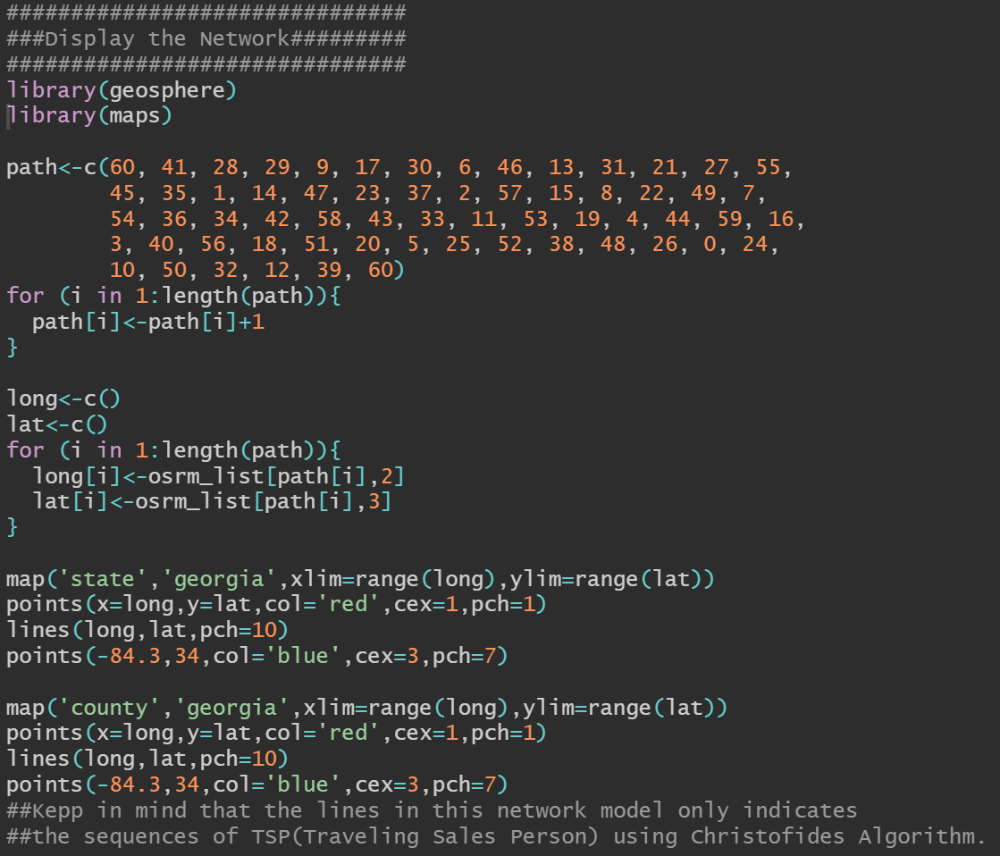 ###############################
###Display the Network#########
###############################
library(geosphere)
library(maps)
path<-c(60, 41, 28, 29, 9, 17, 30, 6, 46, 13, 31, 21, 27, 55,
        45, 35, 1, 14, 47, 23, 37, 2, 57, 15, 8, 22, 49, 7,
        54, 36, 34, 42, 58, 43, 33, 11, 53, 19, 4, 44, 59, 16,
        3, 40, 56, 18, 51, 20, 5, 25, 52, 38, 48, 26, 0, 24,
        10, 50, 32, 12, 39, 60)
for (i in 1:length(path)){
  path[i]<-path[i]+1
}
long<-c()
lat<-c()
for (i in 1:length(path)){
  long[i]<-osrm_list[path[i],2]
  lat[i]<-osrm_list[path[i],3]
}
map('state','georgia',xlim=range(long),ylim=range(lat))
points(x=long,y=lat,col='red',cex=1,pch=1)
lines(long,lat,pch=10)
points(-84.3,34,col='blue',cex=3,pch=7)
map('county','georgia',xlim=range(long),ylim=range(lat))
points(x=long,y=lat,col='red',cex=1,pch=1)
lines(long,lat,pch=10)
points(-84.3,34,col='blue',cex=3,pch=7)
##Kepp in mind that the lines in this network model only indicates
##the sequences of TSP(Traveling Sales Person) using Christofides Algorithm.